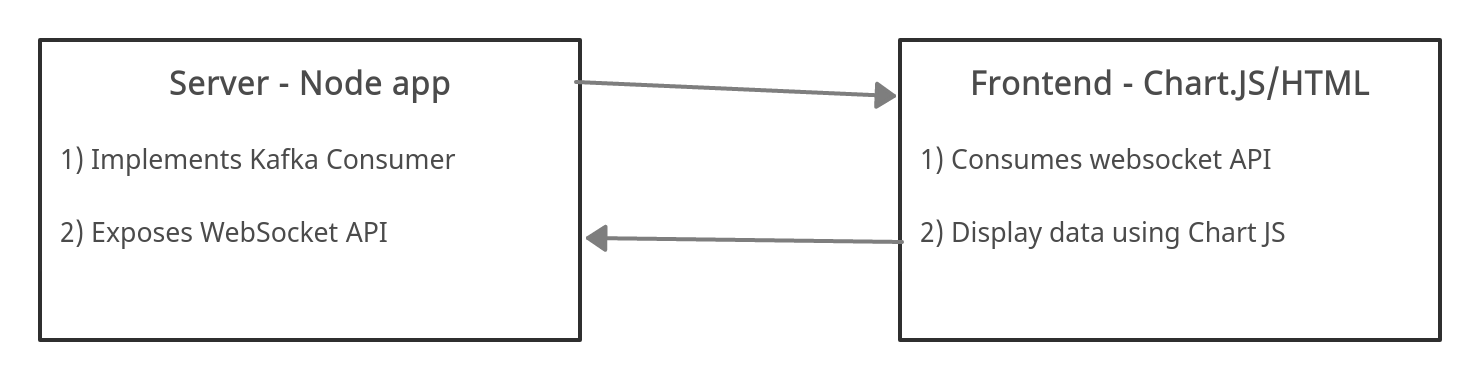 Server - Node app
1) Implements Kafka Consumer
2) Exposes WebSocket API
Frontend - Chart.JS/HTML
1) Consumes websocket API
2) Display data using Chart JS